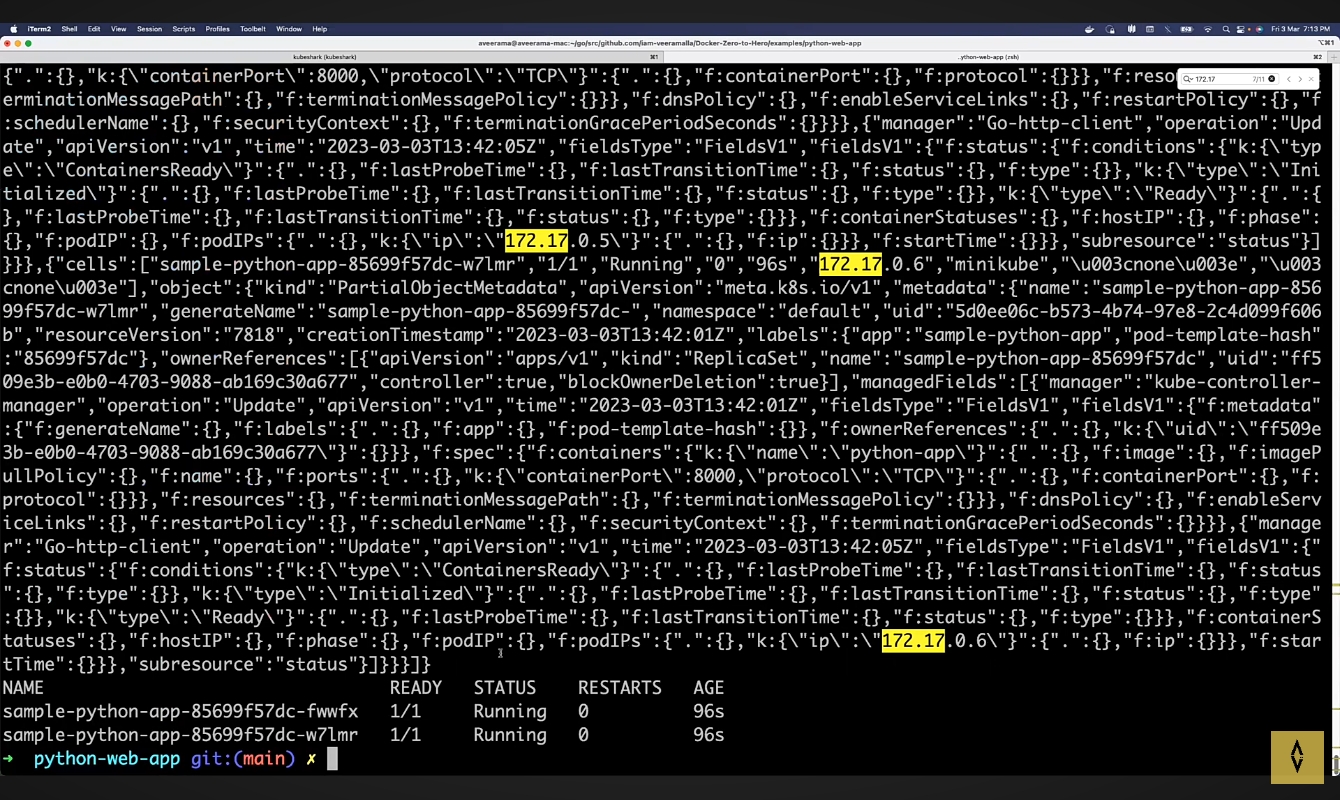 iTerm2 Shell Edit View Session Scripts Profiles Toolbelt Window Help Fri 3 Mar 7:13 PM
aveerama@aveerama-mac:~/go/src/github.com/iam-veeramalla/Docker-Zero-to-Hero/examples/python-web-app ⌥⌘1
kubeshark (kubeshark) ⌘1 ..ython-web-app (zsh) ⌘2
172.17 7/11
{".":{},"k:{\"containerPort\":8000,\"protocol\":\"TCP\"}":{".":{},"f:containerPort":{},"f:protocol":{}}},"f:resou
erminationMessagePath":{},"f:terminationMessagePolicy":{}}},"f:dnsPolicy":{},"f:enableServiceLinks":{},"f:restartPolicy":{},"f
:schedulerName":{},"f:securityContext":{},"f:terminationGracePeriodSeconds":{}}}},{"manager":"Go-http-client","operation":"Upd
ate","apiVersion":"v1","time":"2023-03-03T13:42:05Z","fieldsType":"FieldsV1","fieldsV1":{"f:status":{"f:conditions":{"k:{\"typ
e\":\"ContainersReady\"}":{".":{},"f:lastProbeTime":{},"f:lastTransitionTime":{},"f:status":{},"f:type":{}},"k:{\"type\":\"Ini
tialized\"}":{".":{},"f:lastProbeTime":{},"f:lastTransitionTime":{},"f:status":{},"f:type":{}},"k:{\"type\":\"Ready\"}":{".":{
},"f:lastProbeTime":{},"f:lastTransitionTime":{},"f:status":{},"f:type":{}}},"f:containerStatuses":{},"f:hostIP":{},"f:phase":
{},"f:podIP":{},"f:podIPs":{".":{},"k:{\"ip\":\"172.17.0.5\"}":{".":{},"f:ip":{}}},"f:startTime":{}}},"subresource":"status"}]
}}},{"cells":["sample-python-app-85699f57dc-w7lmr","1/1","Running","0","96s","172.17.0.6","minikube","\u003cnone\u003e","\u003
cnone\u003e"],"object":{"kind":"PartialObjectMetadata","apiVersion":"meta.k8s.io/v1","metadata":{"name":"sample-python-app-856
99f57dc-w7lmr","generateName":"sample-python-app-85699f57dc-","namespace":"default","uid":"5d0ee06c-b573-4b74-97e8-2c4d099f606
b","resourceVersion":"7818","creationTimestamp":"2023-03-03T13:42:01Z","labels":{"app":"sample-python-app","pod-template-hash"
:"85699f57dc"},"ownerReferences":[{"apiVersion":"apps/v1","kind":"ReplicaSet","name":"sample-python-app-85699f57dc","uid":"ff5
09e3b-e0b0-4703-9088-ab169c30a677","controller":true,"blockOwnerDeletion":true}],"managedFields":[{"manager":"kube-controller-
manager","operation":"Update","apiVersion":"v1","time":"2023-03-03T13:42:01Z","fieldsType":"FieldsV1","fieldsV1":{"f:metadata"
:{"f:generateName":{},"f:labels":{".":{},"f:app":{},"f:pod-template-hash":{}},"f:ownerReferences":{".":{},"k:{\"uid\":\"ff509e
3b-e0b0-4703-9088-ab169c30a677\"}":{}}},"f:spec":{"f:containers":{"k:{\"name\":\"python-app\"}":{".":{},"f:image":{},"f:imageP
ullPolicy":{},"f:name":{},"f:ports":{".":{},"k:{\"containerPort\":8000,\"protocol\":\"TCP\"}":{".":{},"f:containerPort":{},"f:
protocol":{}}},"f:resources":{},"f:terminationMessagePath":{},"f:terminationMessagePolicy":{}}},"f:dnsPolicy":{},"f:enableServ
iceLinks":{},"f:restartPolicy":{},"f:schedulerName":{},"f:securityContext":{},"f:terminationGracePeriodSeconds":{}}}},{"manage
r":"Go-http-client","operation":"Update","apiVersion":"v1","time":"2023-03-03T13:42:05Z","fieldsType":"FieldsV1","fieldsV1":{"
f:status":{"f:conditions":{"k:{\"type\":\"ContainersReady\"}":{".":{},"f:lastProbeTime":{},"f:lastTransitionTime":{},"f:status
":{},"f:type":{}},"k:{\"type\":\"Initialized\"}":{".":{},"f:lastProbeTime":{},"f:lastTransitionTime":{},"f:status":{},"f:type"
:{}},"k:{\"type\":\"Ready\"}":{".":{},"f:lastProbeTime":{},"f:lastTransitionTime":{},"f:status":{},"f:type":{}}},"f:containerS
tatuses":{},"f:hostIP":{},"f:phase":{},"f:podIP":{},"f:podIPs":{".":{},"k:{\"ip\":\"172.17.0.6\"}":{".":{},"f:ip":{}}},"f:star
tTime":{}}},"subresource":"status"}]}}}]}
NAME READY STATUS RESTARTS AGE
sample-python-app-85699f57dc-fwwfx 1/1 Running 0 96s
sample-python-app-85699f57dc-w7lmr 1/1 Running 0 96s
→ python-web-app git:(main) ✗